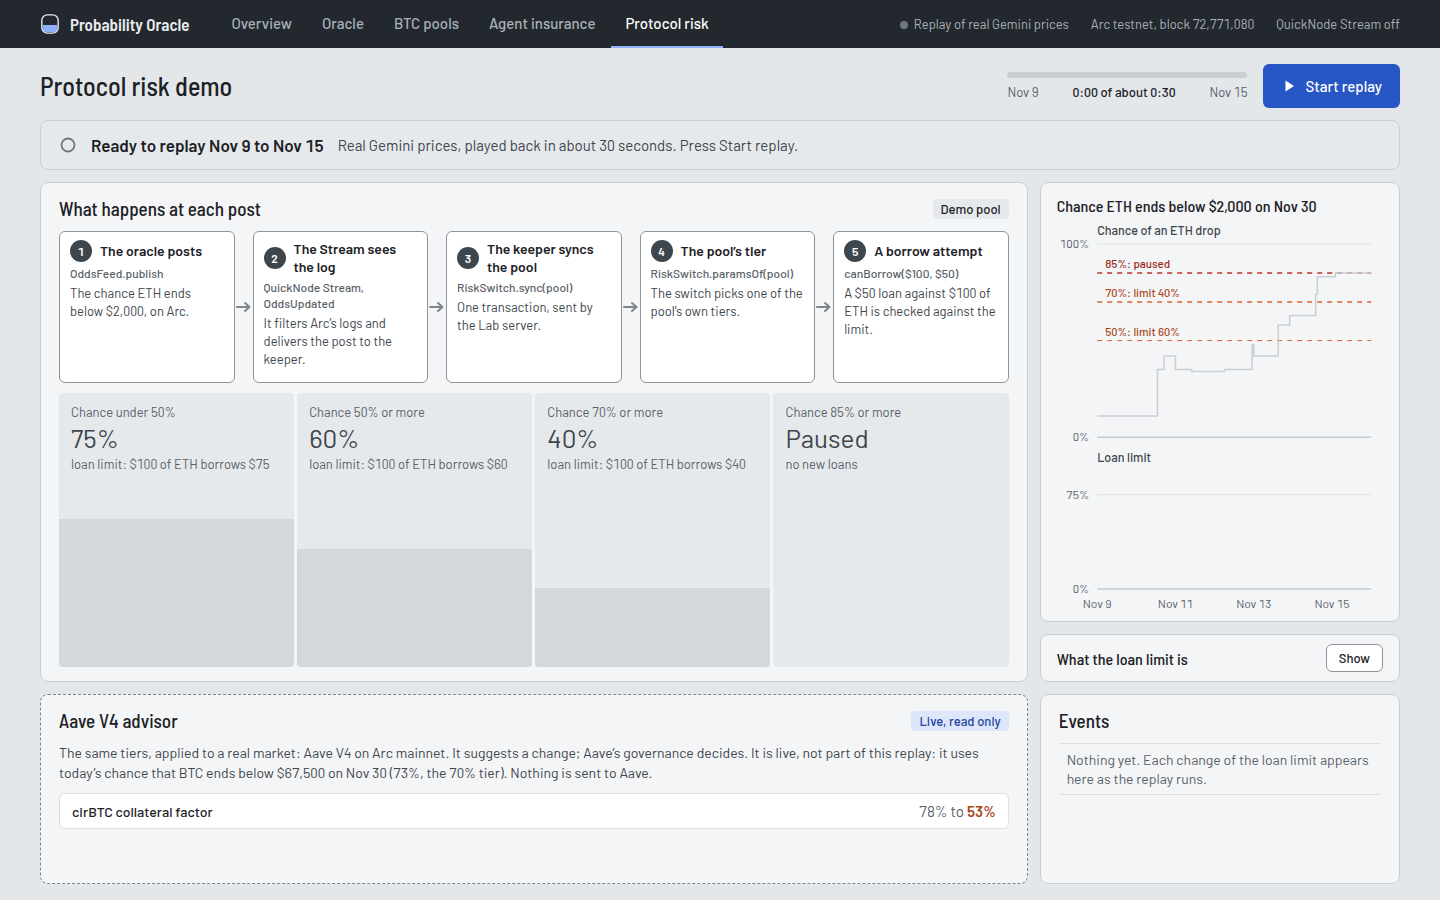 Probability Oracle
Overview
Oracle
BTC pools
Agent insurance
Protocol risk
Replay of real Gemini prices
Arc testnet, block 72,771,080
QuickNode Stream off
Protocol risk demo
Nov 9
0:00 of about 0:30
Nov 15
Start replay
Ready to replay Nov 9 to Nov 15
Real Gemini prices, played back in about 30 seconds. Press Start replay.
What happens at each post
Demo pool
1
The oracle posts
OddsFeed.publish
The chance ETH ends
below $2,000, on Arc.
2
The Stream sees
the log
QuickNode Stream,
OddsUpdated
It filters Arc's logs and
delivers the post to the
keeper.
3
The keeper syncs
the pool
RiskSwitch.sync(pool)
One transaction, sent by
the Lab server.
4
The pool's tier
RiskSwitch.paramsOf(pool)
The switch picks one of the
pool's own tiers.
5
A borrow attempt
canBorrow($100, $50)
A $50 loan against $100 of
ETH is checked against the
limit.
Chance under 50%
75%
loan limit: $100 of ETH borrows $75
Chance 50% or more
60%
loan limit: $100 of ETH borrows $60
Chance 70% or more
40%
loan limit: $100 of ETH borrows $40
Chance 85% or more
Paused
no new loans
Chance ETH ends below $2,000 on Nov 30
Chance of an ETH drop
100%
85%: paused
70%: limit 40%
50%: limit 60%
0%
Loan limit
75%
0%
Nov 9
Nov 11
Nov 13
Nov 15
What the loan limit is
Show
Aave V4 advisor
Live, read only
The same tiers, applied to a real market: Aave V4 on Arc mainnet. It suggests a change; Aave's governance decides. It is live, not part of this replay: it uses
today's chance that BTC ends below $67,500 on Nov 30 (73%, the 70% tier). Nothing is sent to Aave.
cirBTC collateral factor
78% to 53%
Events
Nothing yet. Each change of the loan limit appears
here as the replay runs.